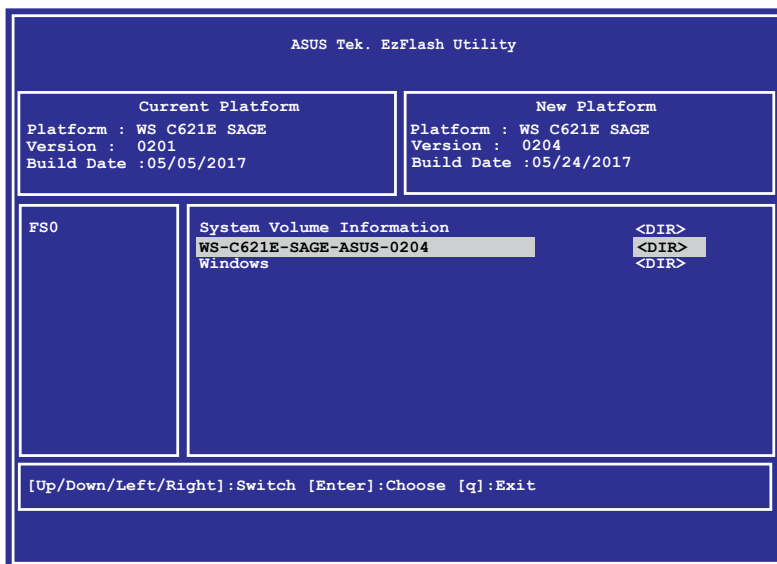 ASUS Tek. EzFlash Utility
Current Platform
Platform : WS C621E SAGE
Version : 0201
Build Date :05/05/2017
New Platform
Platform : WS C621E SAGE
Version : 0204
Build Date :05/24/2017
FS0
System Volume Information <DIR>
WS-C621E-SAGE-ASUS-0204 <DIR>
Windows <DIR>
[Up/Down/Left/Right]:Switch [Enter]:Choose [q]:Exit